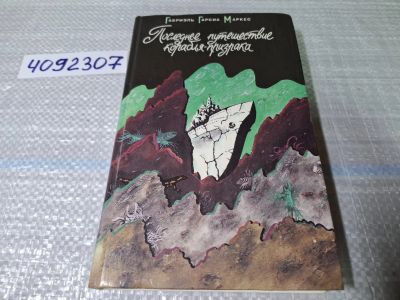 Габриэль Гарсиа Маркес
Последнее путешествие
корабля-призрака
4092307